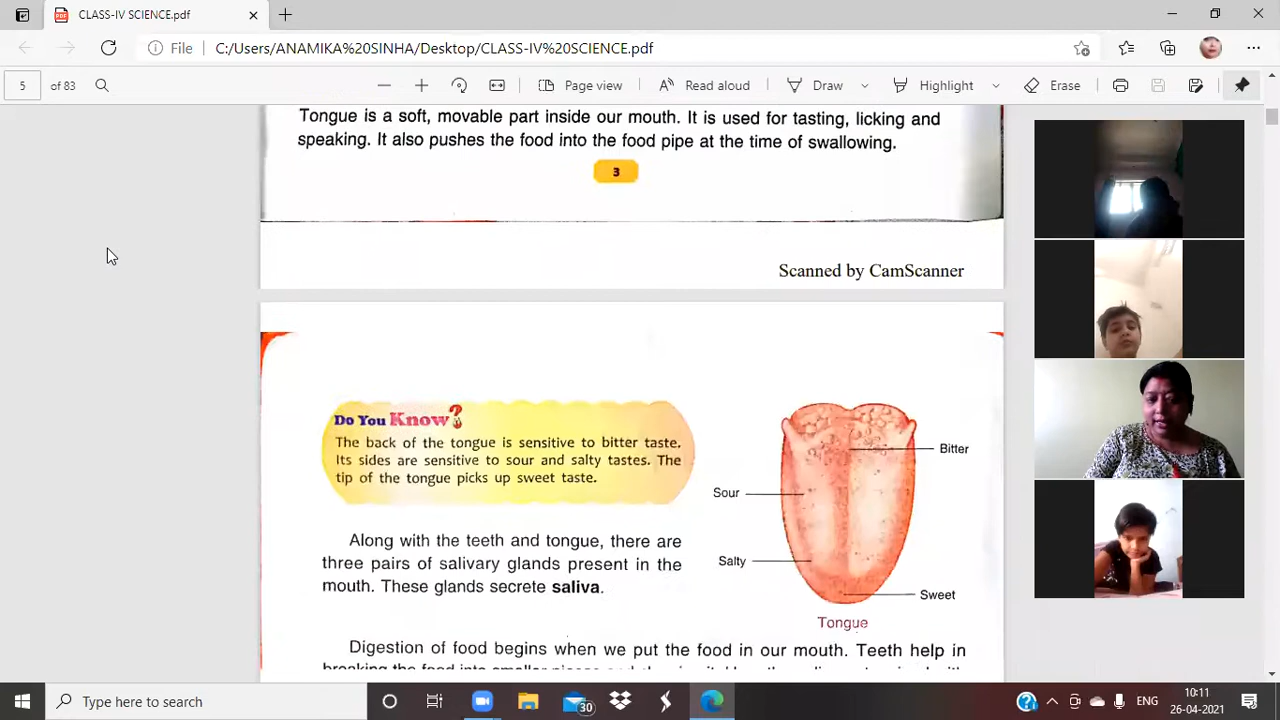 CLASS-IV SCIENCE.pdf
File C:/Users/ANAMIKA%20SINHA/Desktop/CLASS-IV%20SCIENCE.pdf
5 of 83 Page view Read aloud Draw Highlight Erase
Tongue is a soft, movable part inside our mouth. It is used for tasting, licking and
speaking. It also pushes the food into the food pipe at the time of swallowing.
3
Scanned by CamScanner
Do You Know?
The back of the tongue is sensitive to bitter taste.
Its sides are sensitive to sour and salty tastes. The
tip of the tongue picks up sweet taste.
Bitter
Sour
Salty
Sweet
Tongue
Along with the teeth and tongue, there are
three pairs of salivary glands present in the
mouth. These glands secrete saliva.
Digestion of food begins when we put the food in our mouth. Teeth help in
breaking the food into smaller pieces and
Type here to search
30
ENG
10:11
26-04-2021